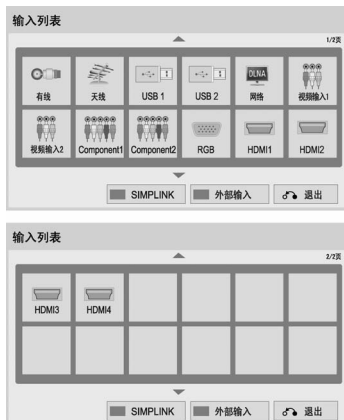 输入列表
1/2页
有线 天线 USB 1 USB 2 DLNA 网络 视频输入1
视频输入2 Component1 Component2 RGB HDMI1 HDMI2
SIMPLINK 外部输入 退出
输入列表
2/2页
HDMI3 HDMI4
SIMPLINK 外部输入 退出